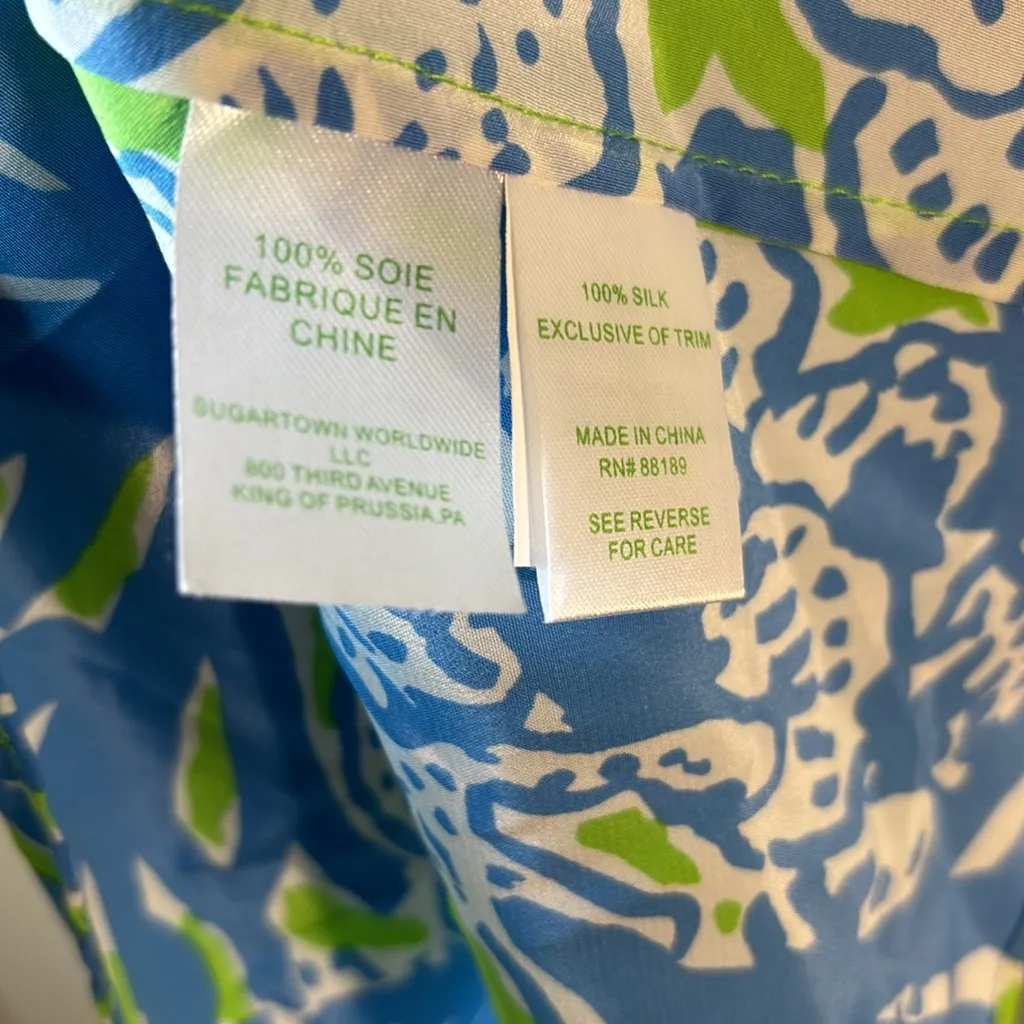 100% SOIE
FABRIQUE EN
CHINE
SUGARTOWN WORLDWIDE
LLC
800 THIRD AVENUE
KING OF PRUSSIA,PA
100% SILK
EXCLUSIVE OF TRIM
MADE IN CHINA
RN# 88189
SEE REVERSE
FOR CARE